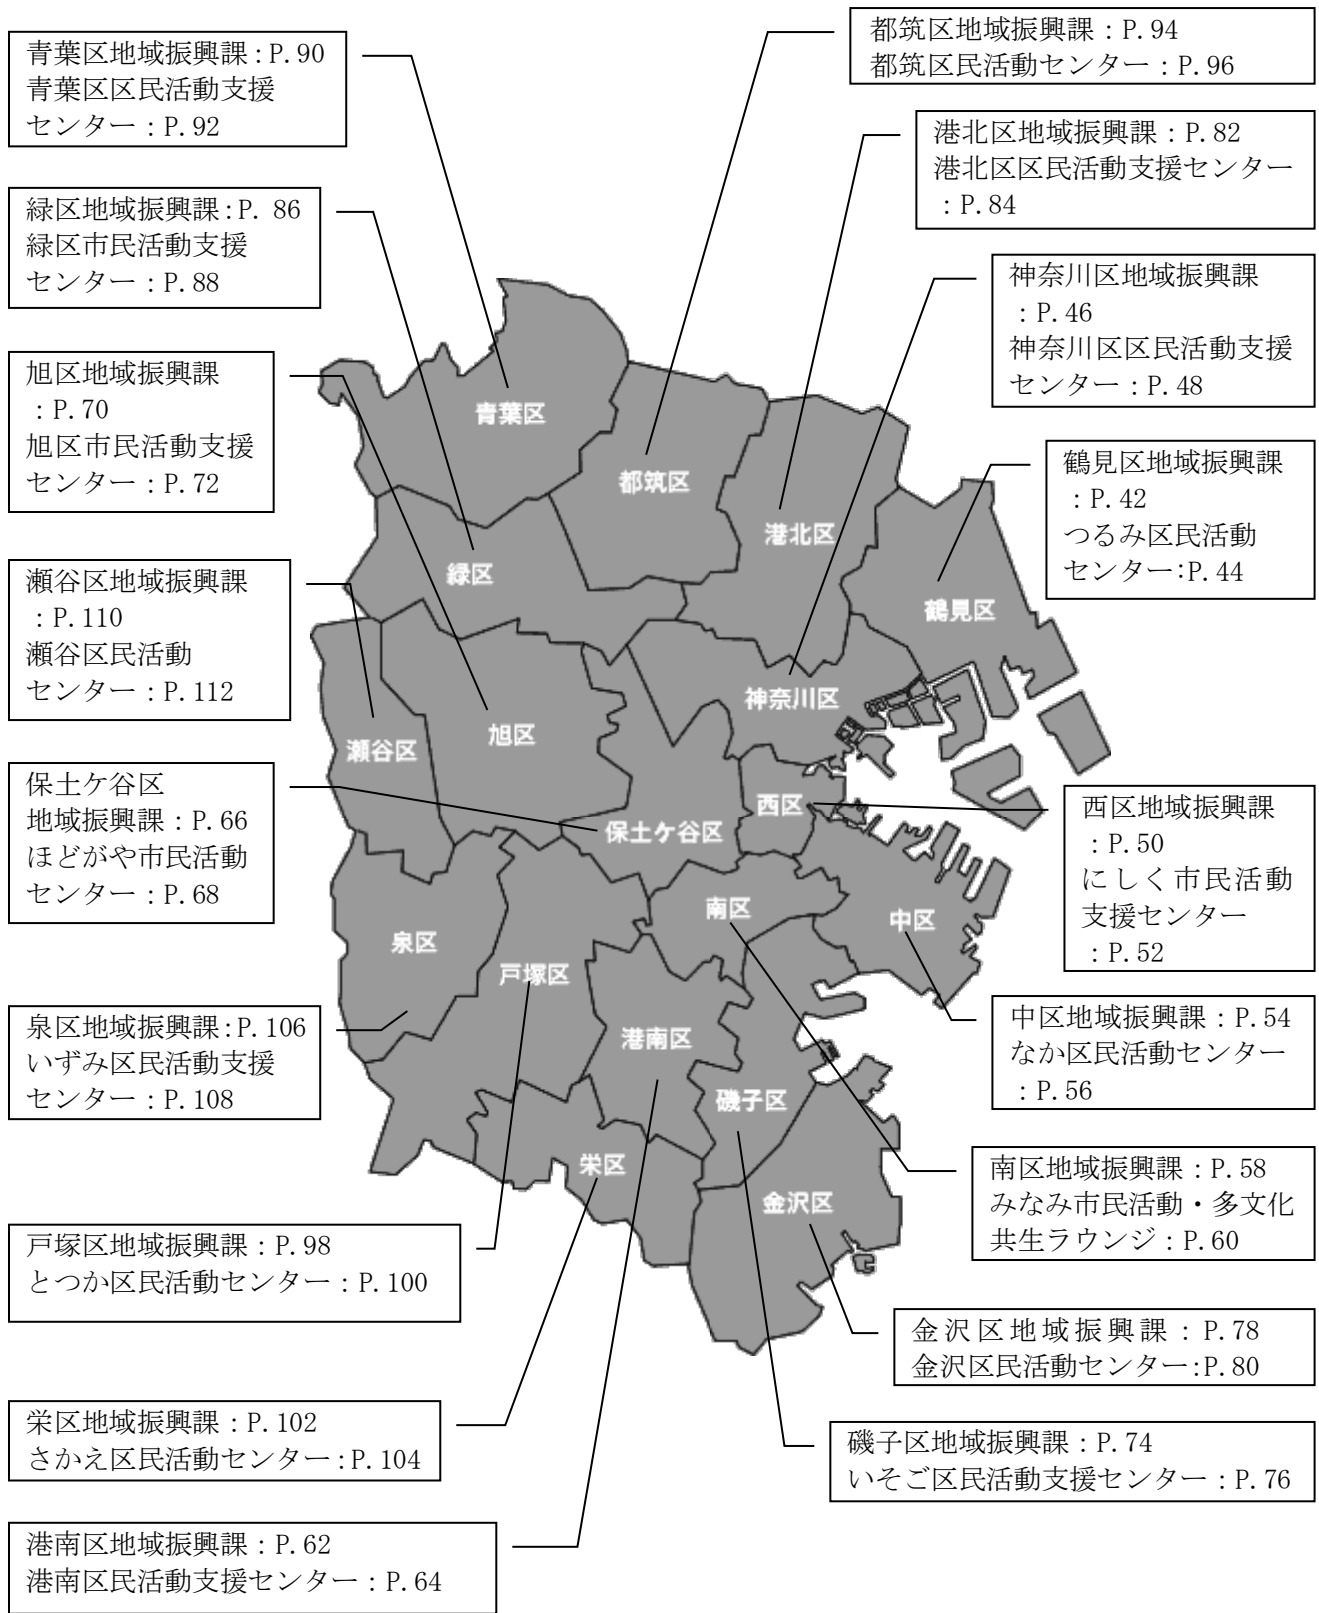 青葉区地域振興課:P.90
青葉区区民活動支援
センター:P.92
都筑区地域振興課:P.94
都筑区民活動センター:P.96
港北区地域振興課:P.82
港北区区民活動支援センター
:P.84
緑区地域振興課:P. 86
緑区市民活動支援
センター:P.88
神奈川区地域振興課
:P.46
神奈川区区民活動支援
センター:P.48
旭区地域振興課
:P.70
旭区市民活動支援
センター:P.72
鶴見区地域振興課
:P.42
つるみ区民活動
センター:P.44
瀬谷区地域振興課
:P.110
瀬谷区民活動
センター:P.112
保土ケ谷区
地域振興課:P.66
ほどがや市民活動
センター:P.68
西区地域振興課
:P.50
にしく市民活動
支援センター
:P.52
泉区地域振興課:P.106
いずみ区民活動支援
センター:P.108
中区地域振興課:P.54
なか区民活動センター
:P.56
南区地域振興課:P.58
みなみ市民活動・多文化
共生ラウンジ:P.60
戸塚区地域振興課:P.98
とつか区民活動センター:P.100
金沢区地域振興課:P.78
金沢区民活動センター:P.80
栄区地域振興課:P.102
さかえ区民活動センター:P.104
磯子区地域振興課:P.74
いそご区民活動支援センター:P.76
港南区地域振興課:P.62
港南区民活動支援センター:P.64
青葉区
都筑区
港北区
緑区
鶴見区
神奈川区
旭区
瀬谷区
西区
保土ケ谷区
南区
中区
泉区
戸塚区
港南区
磯子区
栄区
金沢区